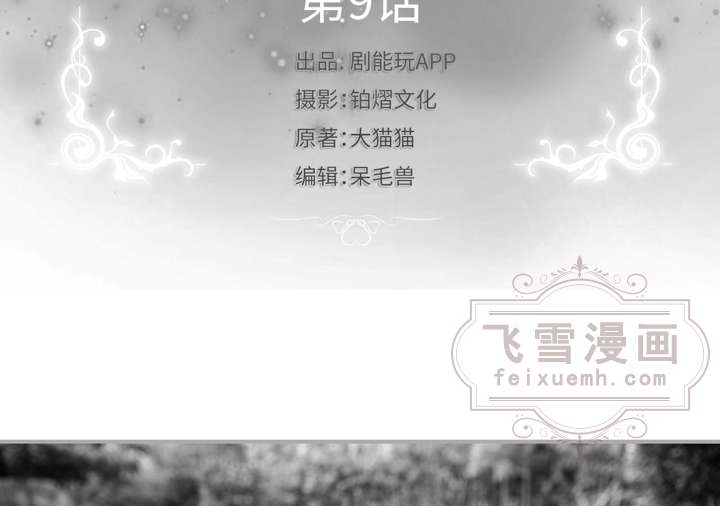 第9话
出品: 剧能玩APP
摄影: 铂熠文化
原著: 大猫猫
编辑: 呆毛兽
飞雪漫画
feixuemh.com